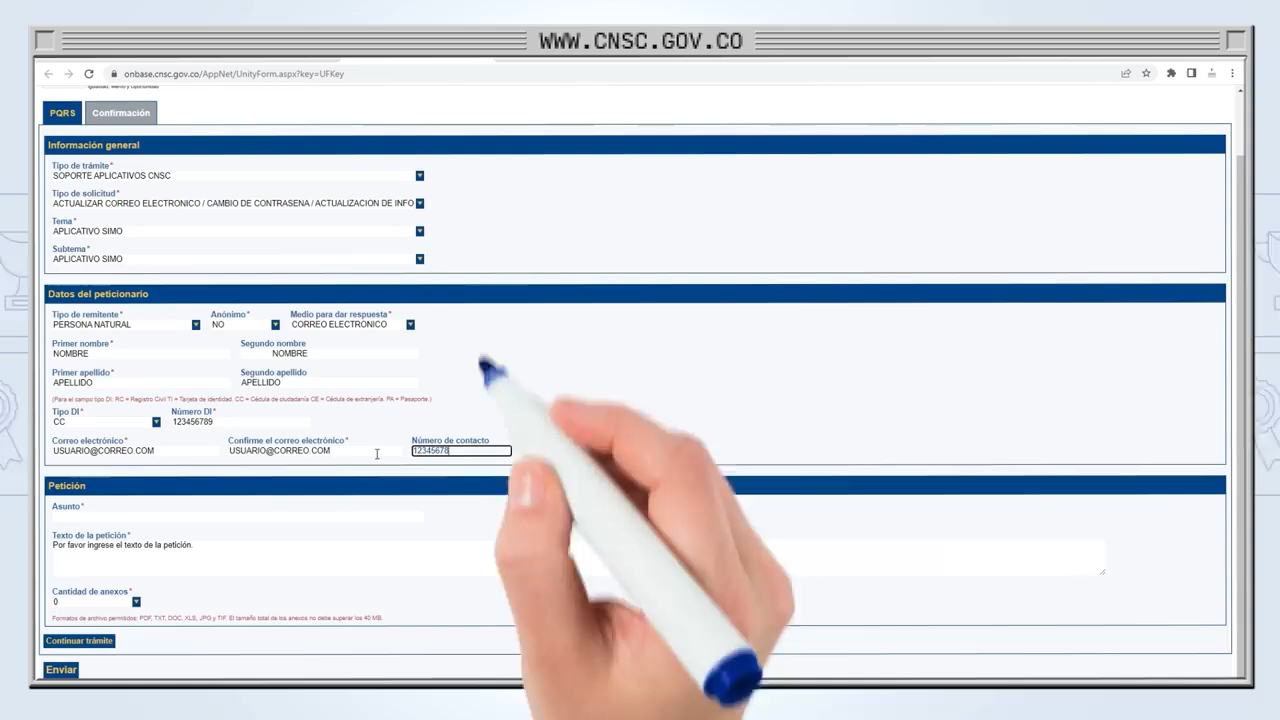 WWW.CNSC.GOV.CO
onbase.cnsc.gov.co/AppNet/UnityForm.aspx?key=UFKey
Igualdad, Mérito y Oportunidad
PQRS Confirmación
Información general
Tipo de trámite*
SOPORTE APLICATIVOS CNSC
Tipo de solicitud*
ACTUALIZAR CORREO ELECTRONICO / CAMBIO DE CONTRASENA / ACTUALIZACION DE INFO
Tema*
APLICATIVO SIMO
Subtema*
APLICATIVO SIMO
Datos del peticionario
Tipo de remitente* Anónimo* Medio para dar respuesta*
PERSONA NATURAL NO CORREO ELECTRONICO
Primer nombre* Segundo nombre
NOMBRE NOMBRE
Primer apellido* Segundo apellido
APELLIDO APELLIDO
(Para el campo tipo DI: RC = Registro Civil TI = Tarjeta de identidad. CC = Cédula de ciudadanía CE = Cédula de extranjería. PA = Pasaporte.)
Tipo DI* Número DI*
CC 123456789
Correo electrónico* Confirme el correo electrónico* Número de contacto
USUARIO@CORREO.COM USUARIO@CORREO.COM 12345678
Petición
Asunto*
Texto de la petición*
Por favor ingrese el texto de la petición.
Cantidad de anexos*
0
Formatos de archivo permitidos: PDF, TXT, DOC, XLS, JPG y TIF. El tamaño total de los anexos no debe superar los 40 MB.
Continuar trámite
Enviar